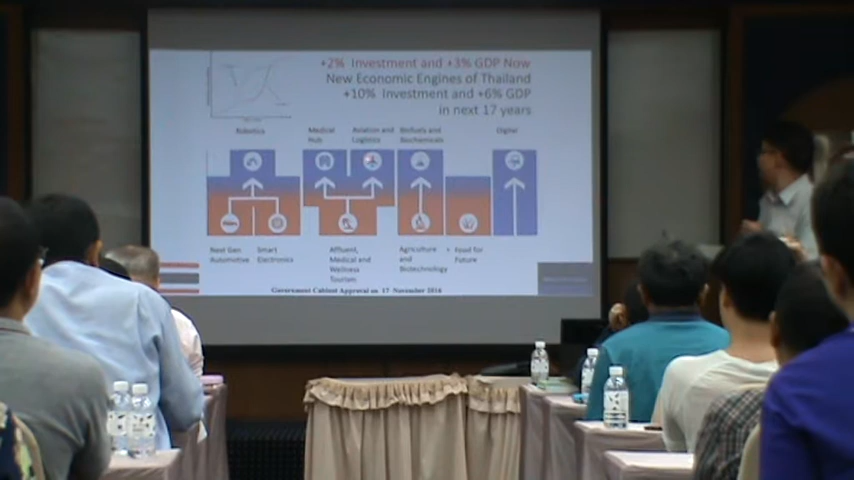 +2% Investment and +3% GDP Now
New Economic Engines of Thailand
+10% Investment and +6% GDP
in next 17 years
Robotics
Medical
Hub
Aviation and
Logistics
Biofuels and
Biochemicals
Digital
Next Gen
Automotive
Smart
Electronics
Affluent,
Medical and
Wellness
Tourism
Agriculture
and
Biotechnology
• Food for
Future
Government Cabinet Approval on 17 November 2016